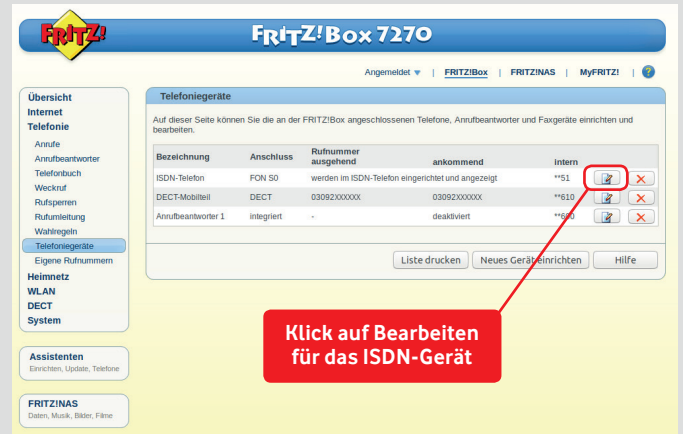 FRITZ!
FRITZ!Box 7270
Angemeldet | FRITZ!Box | FRITZ!NAS | MyFRITZ! | ?
Übersicht
Internet
Telefonie
Anrufe
Anrufbeantworter
Telefonbuch
Weckruf
Rufsperren
Rufumleitung
Wahlregeln
Telefoniegeräte
Eigene Rufnummern
Heimnetz
WLAN
DECT
System
Assistenten
Einrichten, Update, Telefone
FRITZ!NAS
Daten, Musik, Bilder, Filme
Telefoniegeräte
Auf dieser Seite können Sie die an der FRITZ!Box angeschlossenen Telefone, Anrufbeantworter und Faxgeräte einrichten und
bearbeiten.
Bezeichnung Anschluss Rufnummer ausgehend ankommend intern
ISDN-Telefon FON S0 werden im ISDN-Telefon eingerichtet und angezeigt **51
DECT-Mobilteil DECT 03092XXXXXX 03092XXXXXX **610
Anrufbeantworter 1 integriert - deaktiviert **600
Liste drucken Neues Gerät einrichten Hilfe
Klick auf Bearbeiten
für das ISDN-Gerät